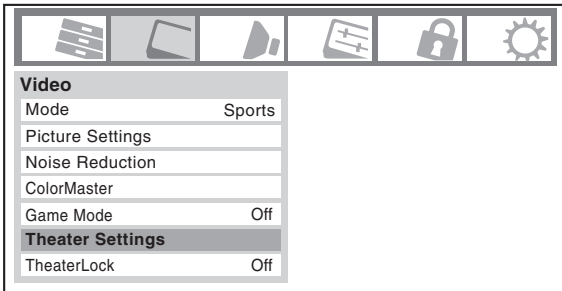 Video
Mode Sports
Picture Settings
Noise Reduction
ColorMaster
Game Mode Off
Theater Settings
TheaterLock Off